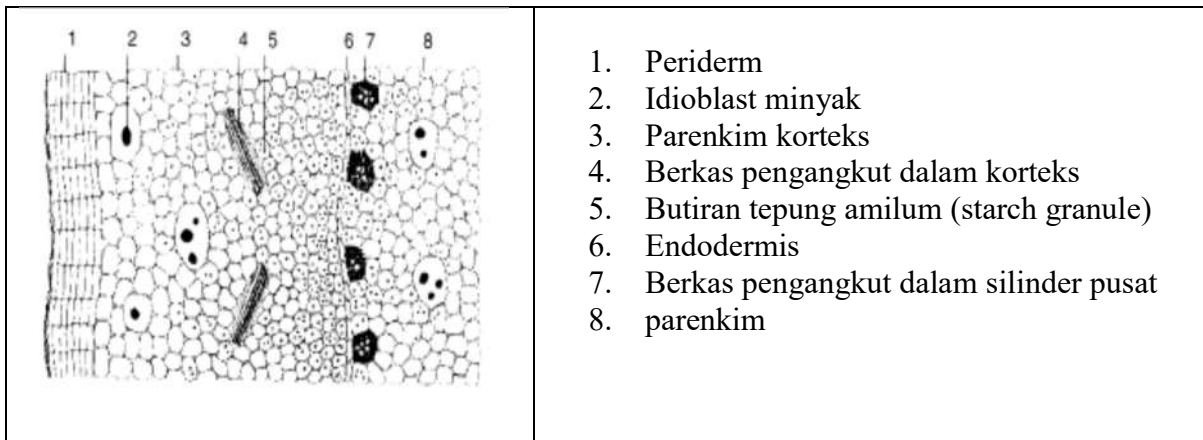 1 2 3 4 5 6 7 8
1. Periderm
2. Idioblast minyak
3. Parenkim korteks
4. Berkas pengangkut dalam korteks
5. Butiran tepung amilum (starch granule)
6. Endodermis
7. Berkas pengangkut dalam silinder pusat
8. parenkim